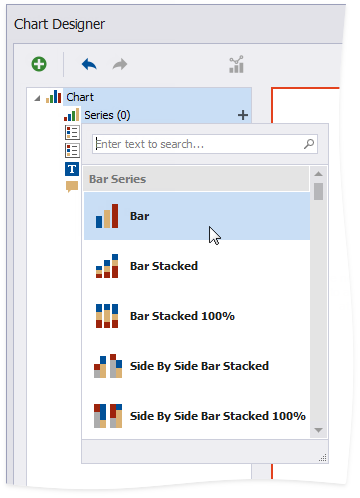 Chart Designer
Chart
Series (0)
T
Enter text to search...
Bar Series
Bar
Bar Stacked
Bar Stacked 100%
Side By Side Bar Stacked
Side By Side Bar Stacked 100%